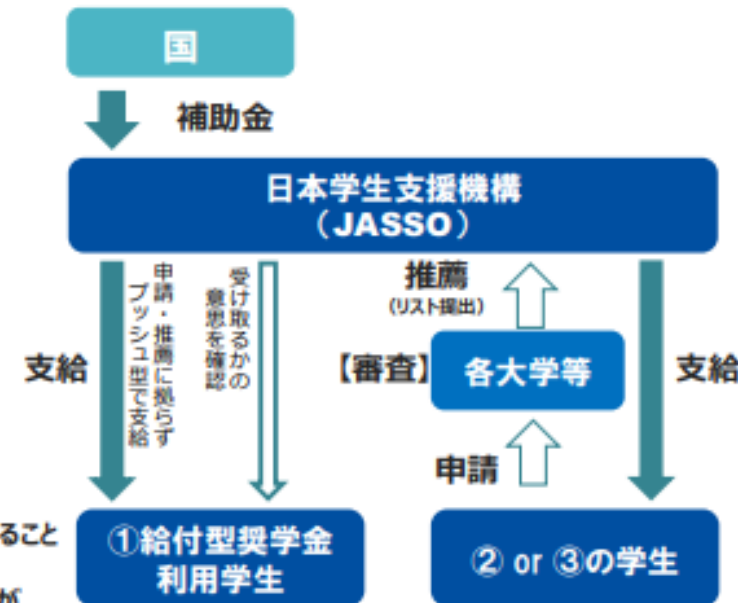 国
補助金
日本学生支援機構
（JASSO）
支給
申請・推薦に拠らず
プッシュ型で支給
受け取るかの
意思を確認
推薦
(リスト提出)
【審査】
各大学等
支給
申請
ること
が
①給付型奨学金
利用学生
② or ③の学生